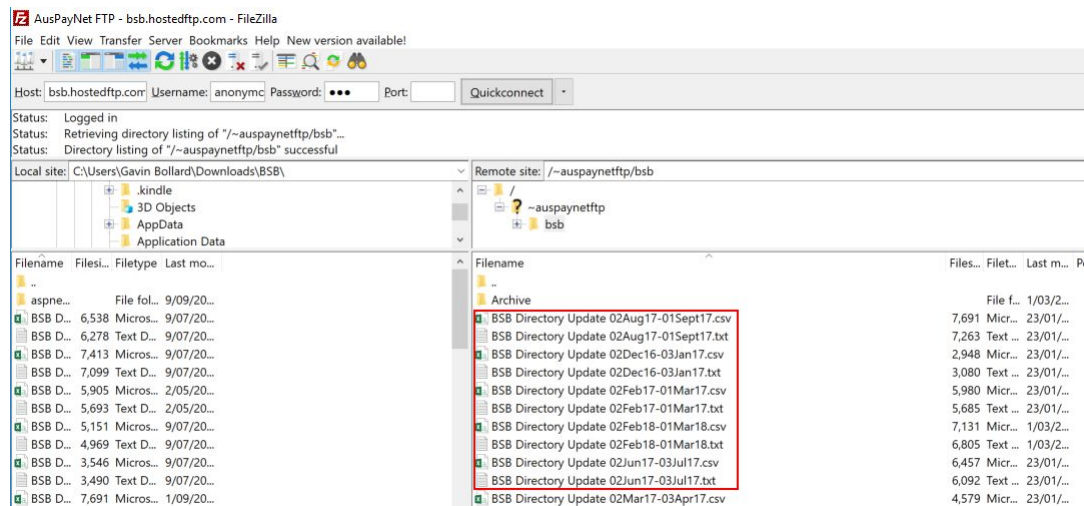 AusPayNet FTP - bsb.hostedftp.com - FileZilla
File Edit View Transfer Server Bookmarks Help New version available!
Host: bsb.hostedftp.com Username: anonymc Password: ●●● Port: Quickconnect
Status: Logged in
Status: Retrieving directory listing of "/~auspaynetftp/bsb"...
Status: Directory listing of "/~auspaynetftp/bsb" successful
Local site: C:\Users\Gavin Bollard\Downloads\BSB\
.kindle
3D Objects
AppData
Application Data
Remote site: /~auspaynetftp/bsb
/
~auspaynetftp
bsb
Filename Filesi... Filetype Last mo...
..
aspne... File fol... 9/09/20...
BSB D... 6,538 Micros... 9/07/20...
BSB D... 6,278 Text D... 9/07/20...
BSB D... 7,413 Micros... 9/07/20...
BSB D... 7,099 Text D... 9/07/20...
BSB D... 5,905 Micros... 2/05/20...
BSB D... 5,693 Text D... 2/05/20...
BSB D... 5,151 Micros... 9/07/20...
BSB D... 4,969 Text D... 9/07/20...
BSB D... 3,546 Micros... 9/07/20...
BSB D... 3,490 Text D... 9/07/20...
BSB D... 7,691 Micros... 1/09/20...
Filename Files... Filet... Last m... P
..
Archive File f... 1/03/2...
BSB Directory Update 02Aug17-01Sept17.csv 7,691 Micr... 23/01/...
BSB Directory Update 02Aug17-01Sept17.txt 7,263 Text ... 23/01/...
BSB Directory Update 02Dec16-03Jan17.csv 2,948 Micr... 23/01/...
BSB Directory Update 02Dec16-03Jan17.txt 3,080 Text ... 23/01/...
BSB Directory Update 02Feb17-01Mar17.csv 5,980 Micr... 23/01/...
BSB Directory Update 02Feb17-01Mar17.txt 5,685 Text ... 23/01/...
BSB Directory Update 02Feb18-01Mar18.csv 7,131 Micr... 1/03/2...
BSB Directory Update 02Feb18-01Mar18.txt 6,805 Text ... 1/03/2...
BSB Directory Update 02Jun17-03Jul17.csv 6,457 Micr... 23/01/...
BSB Directory Update 02Jun17-03Jul17.txt 6,092 Text ... 23/01/...
BSB Directory Update 02Mar17-03Apr17.csv 4,579 Micr... 23/01/...